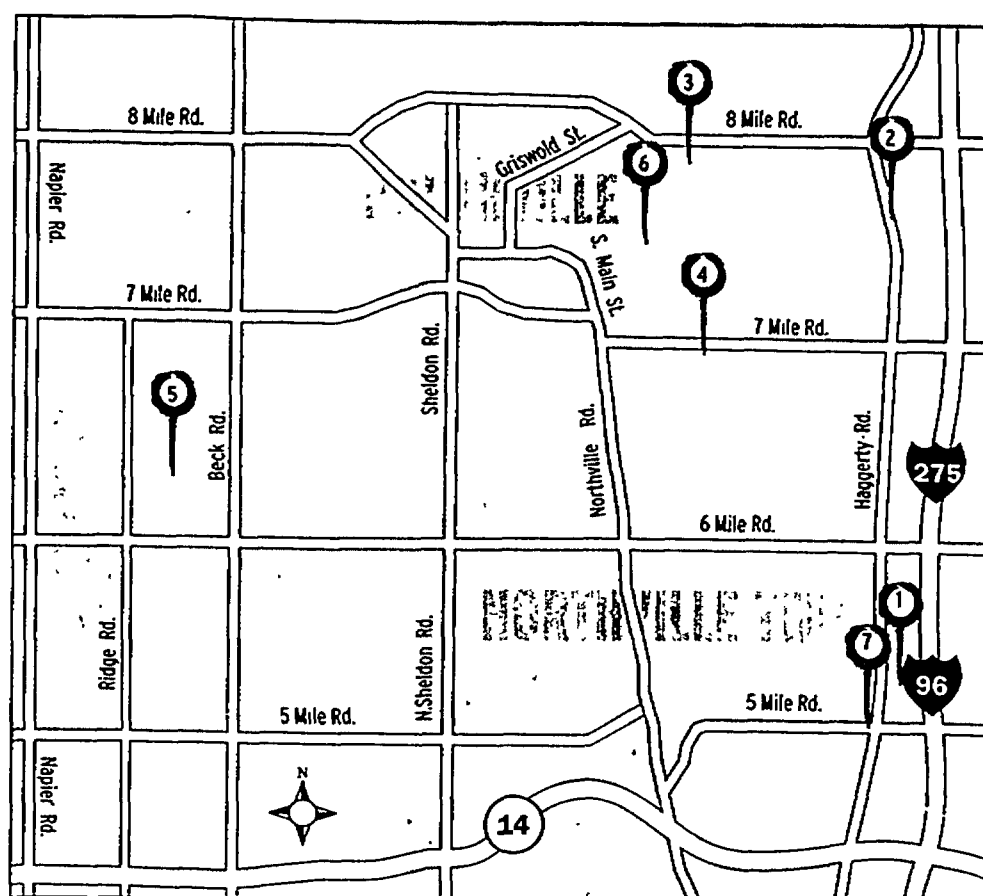 3
8 Mile Rd.
8 Mile Rd.
2
Griswold St.
6
Napier Rd.
S. Main St.
4
7 Mile Rd.
7 Mile Rd.
Sheldon Rd.
5
Beck Rd.
Northville Rd.
Haggerty Rd.
275
6 Mile Rd.
1
Ridge Rd.
N.Sheldon Rd.
7
96
5 Mile Rd.
5 Mile Rd.
Napier Rd.
N
14